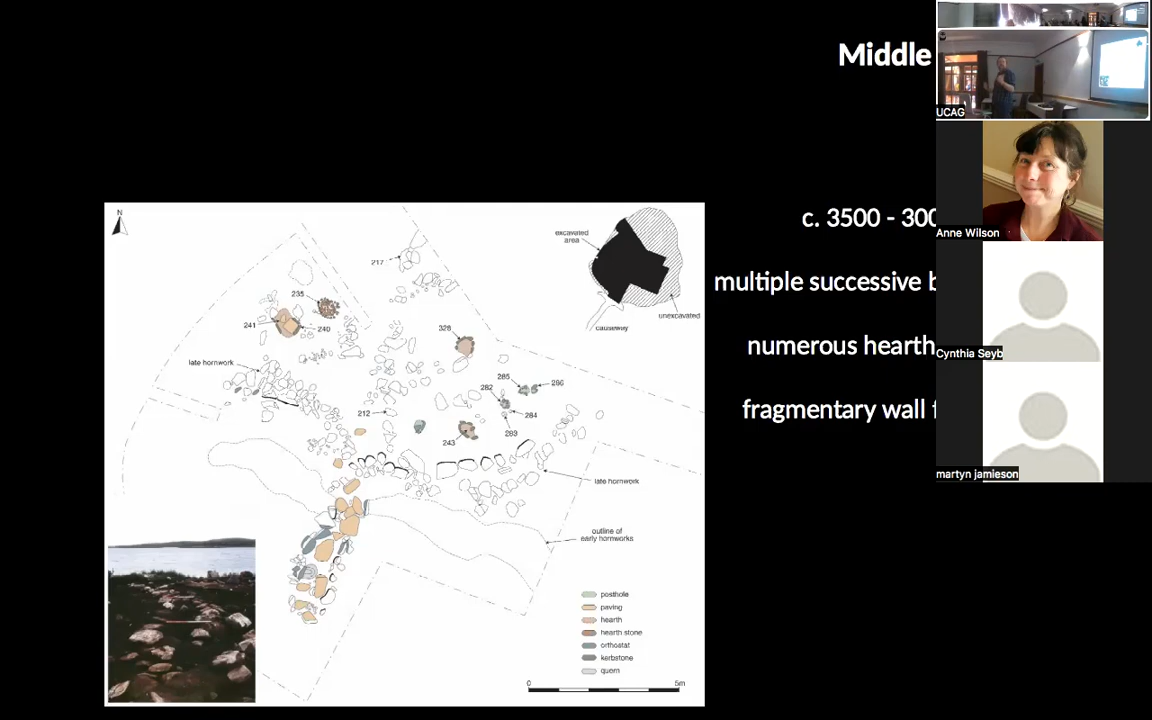 Middle
c. 3500 - 300
multiple successive b
numerous hearth
fragmentary wall f
N
excavated
area
unexcavated
causeway
217
235
241
240
328
late hornwork
285
286
282
284
283
212
243
late hornwork
outline of
early hornworks
posthole
paving
hearth
hearth stone
orthostat
kerbstone
quern
0
5m
UCAG
Anne Wilson
Cynthia Seyb
martyn jamieson